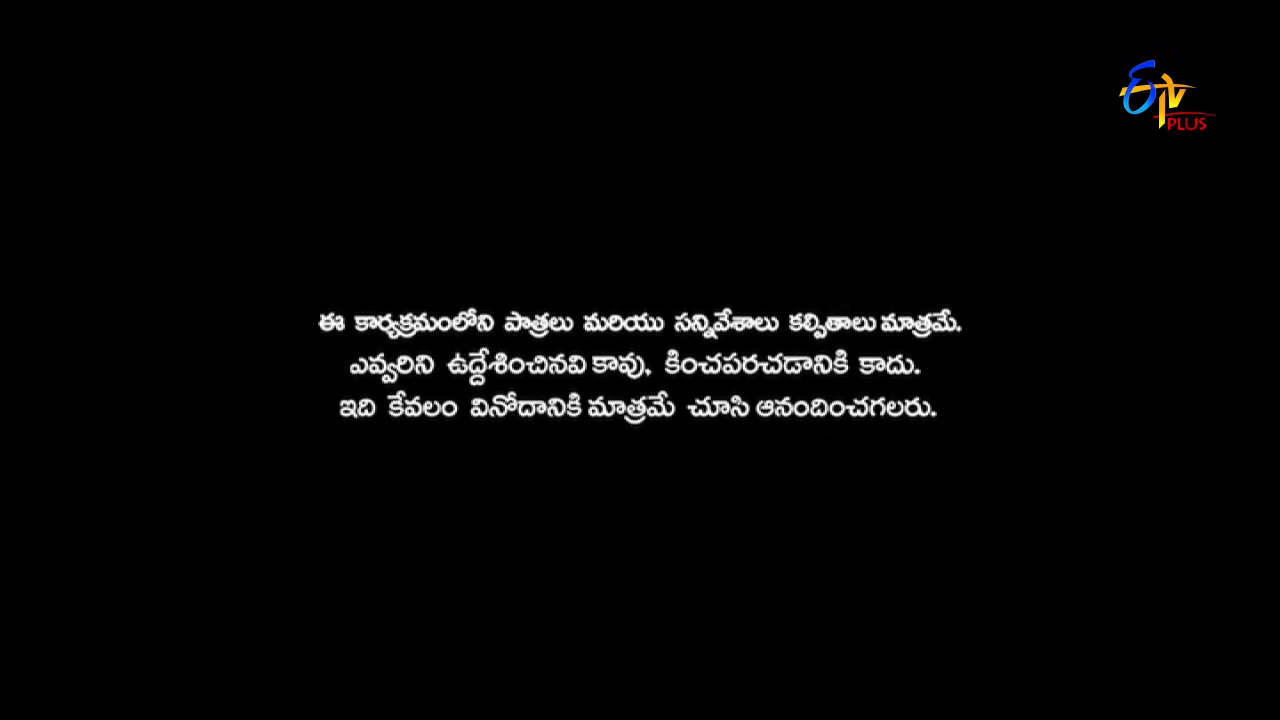 ETV
PLUS
ఈ కార్యక్రమంలోని పాత్రలు మరియు సన్నివేశాలు కల్పితాలు మాత్రమే.
ఎవ్వరిని ఉద్దేశించినవి కావు, కించపరచడానికి కాదు.
ఇది కేవలం వినోదానికి మాత్రమే చూసి ఆనందించగలరు.